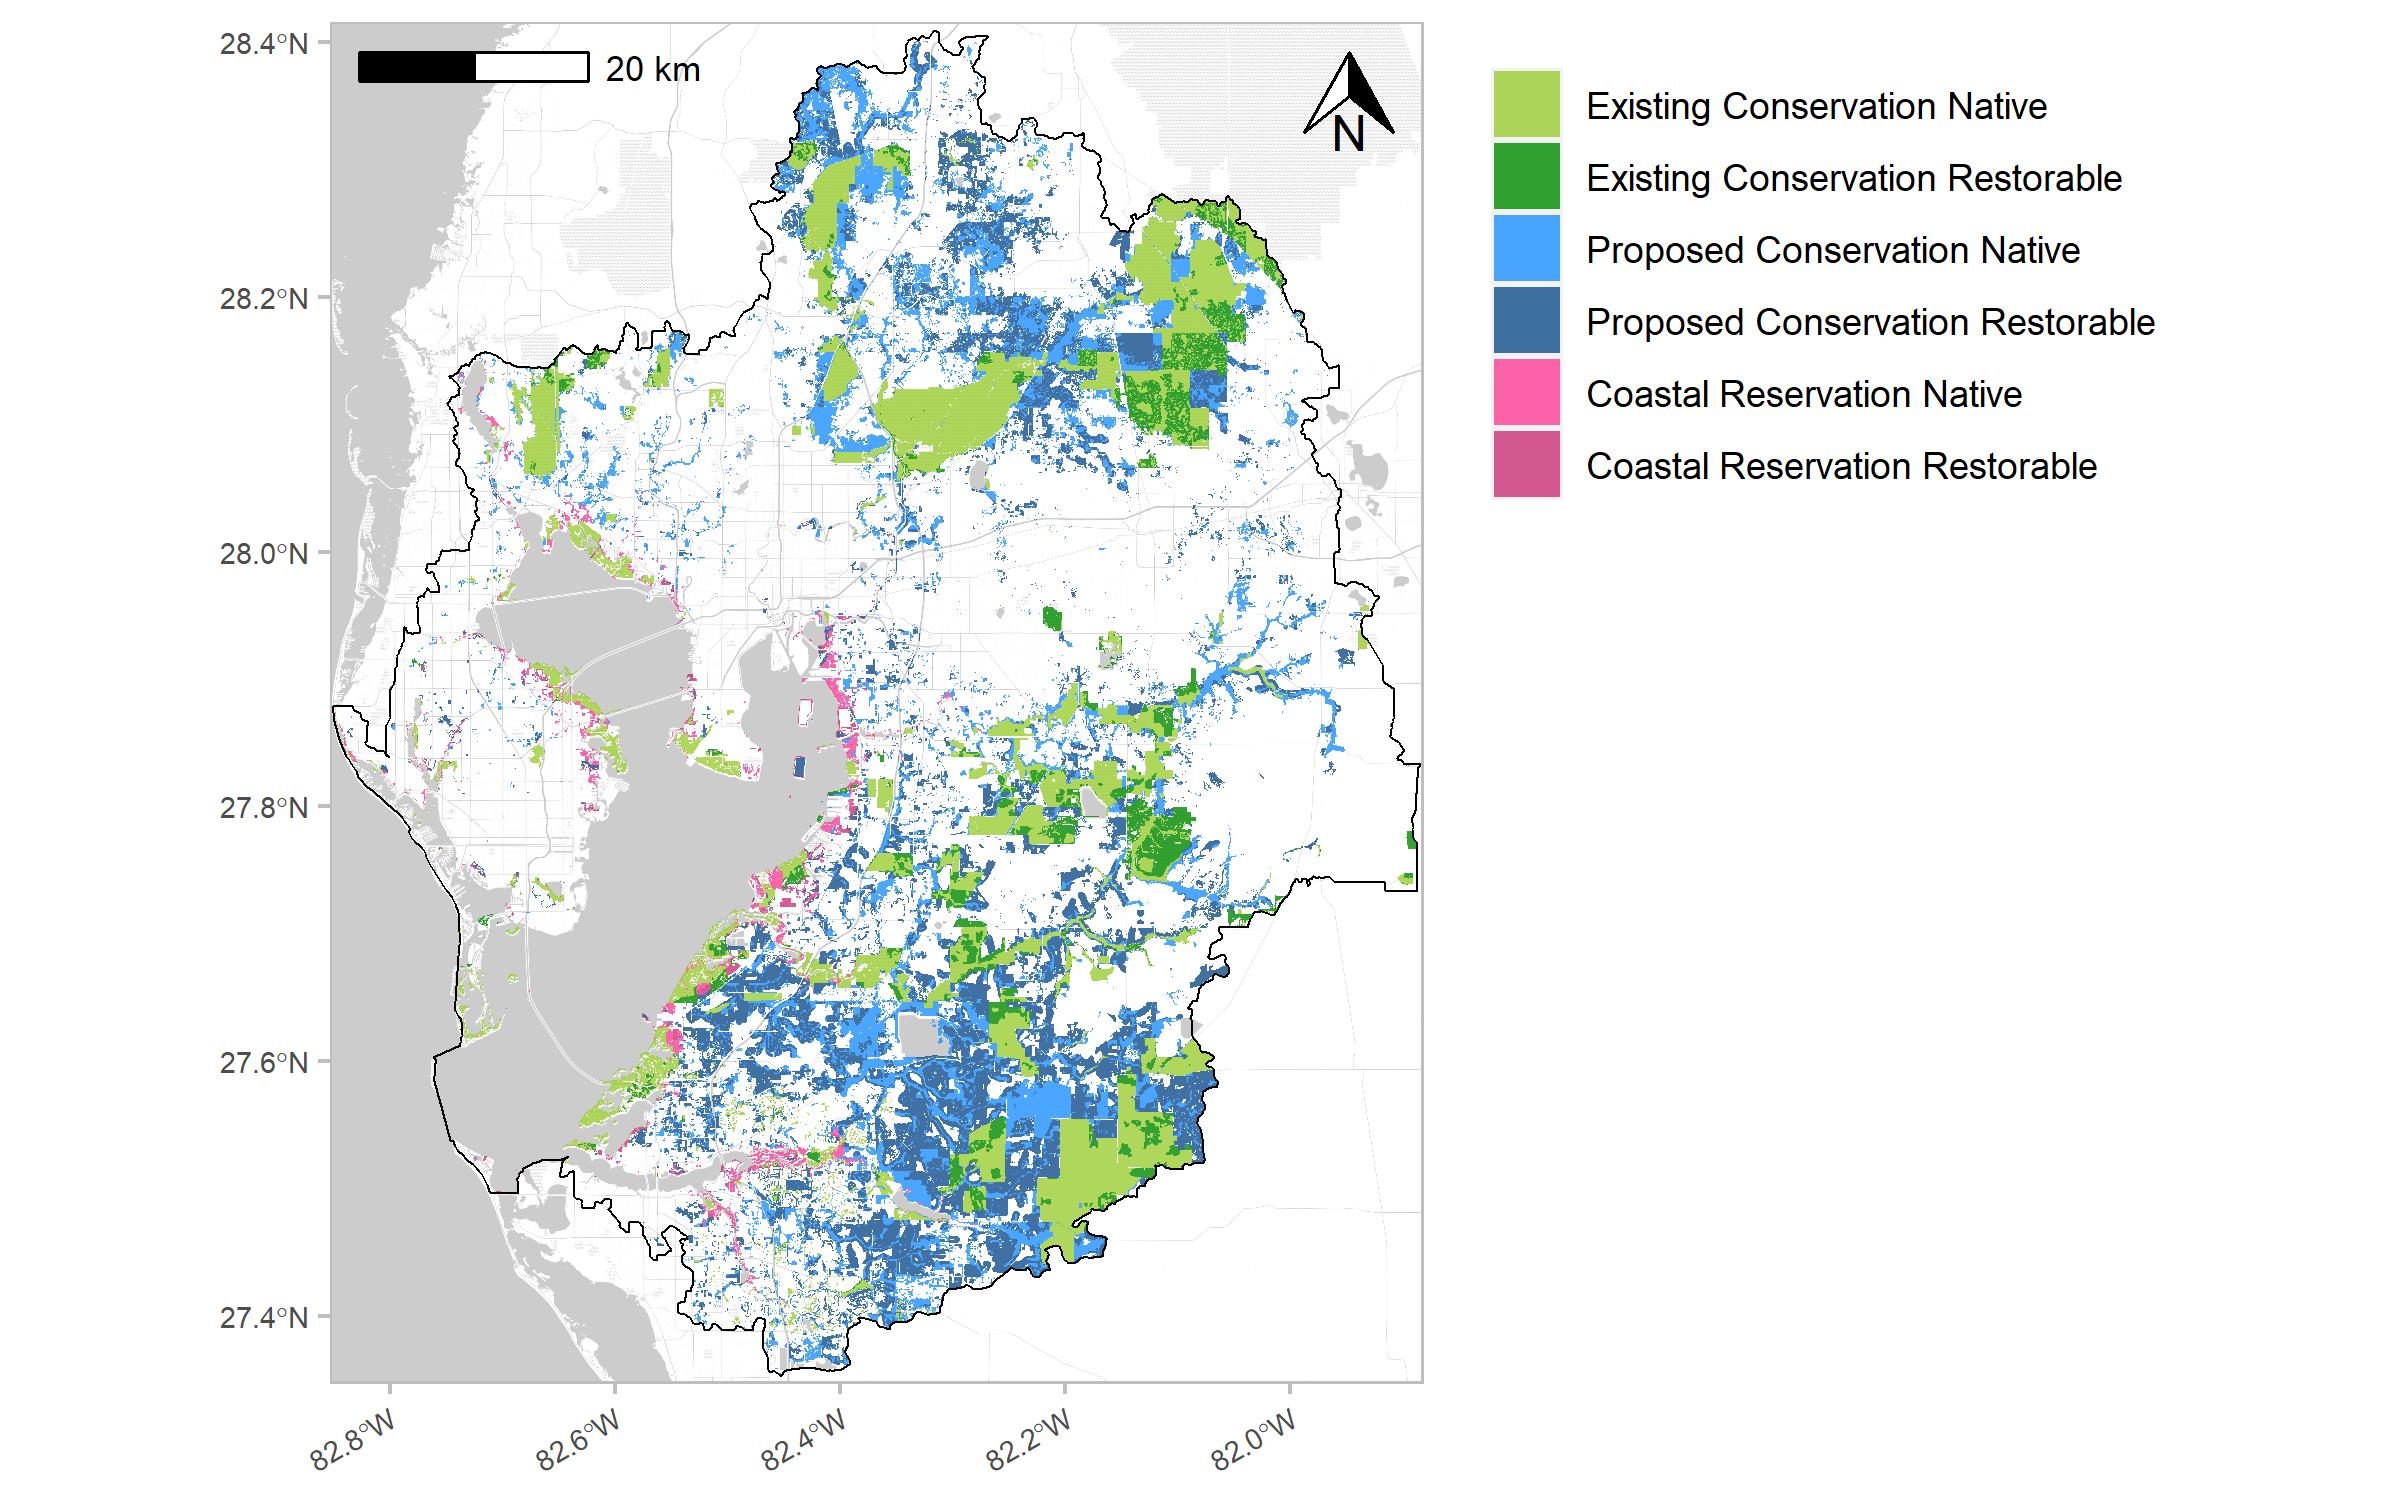 28.4°N
28.2°N
28.0°N
27.8°N
27.6°N
27.4°N
82.8°W
82.6°W
82.4°W
82.2°W
82.0°W
20 km
N
Existing Conservation Native
Existing Conservation Restorable
Proposed Conservation Native
Proposed Conservation Restorable
Coastal Reservation Native
Coastal Reservation Restorable